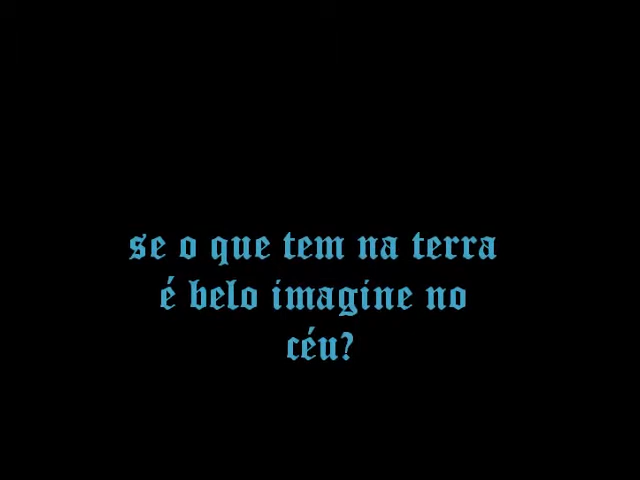 se o que tem na terra
é belo imagine no
céu?